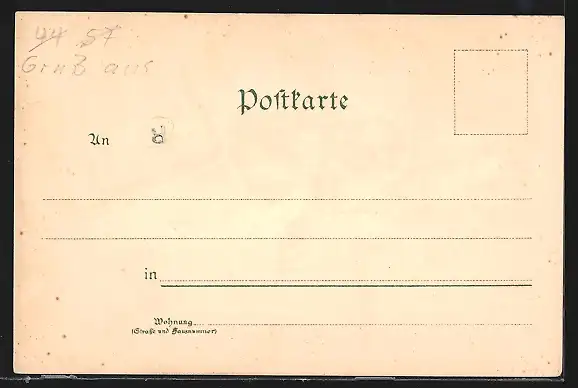 44 57
Gruß aus
Postkarte
An
in
Wohnung
(Straße und Hausnummer)